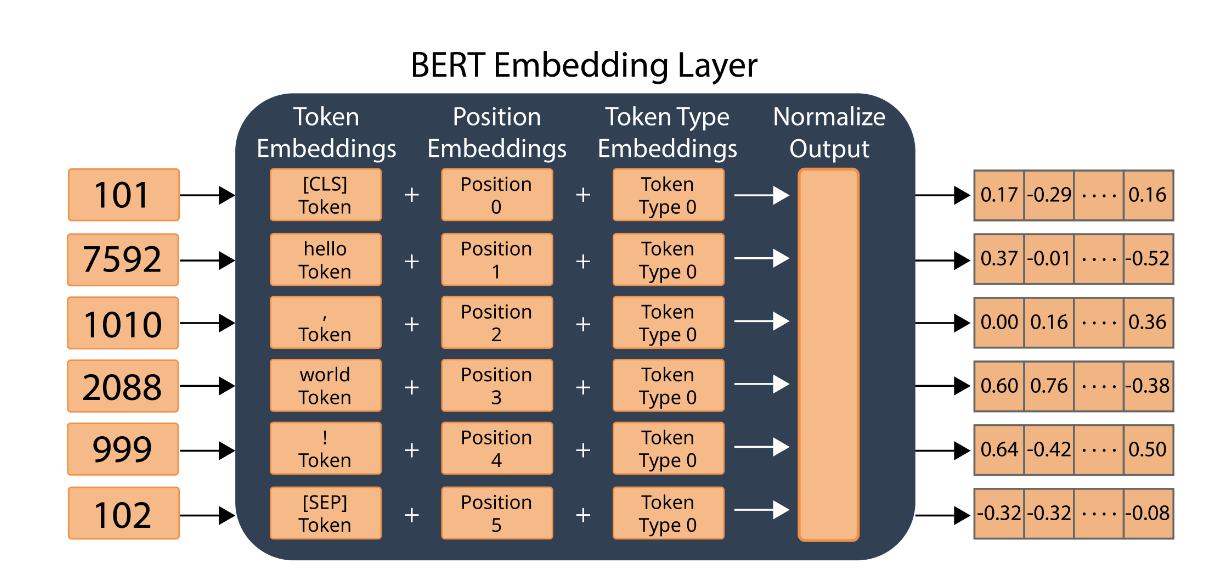 BERT Embedding Layer
Token Position Token Type Normalize
Embeddings Embeddings Embeddings Output
101 [CLS] Token + Position 0 + Token Type 0 0.17 -0.29 ···· 0.16
7592 hello Token + Position 1 + Token Type 0 0.37 -0.01 ···· -0.52
1010 , Token + Position 2 + Token Type 0 0.00 0.16 ···· 0.36
2088 world Token + Position 3 + Token Type 0 0.60 0.76 ···· -0.38
999 ! Token + Position 4 + Token Type 0 0.64 -0.42 ···· 0.50
102 [SEP] Token + Position 5 + Token Type 0 -0.32 -0.32 ···· -0.08